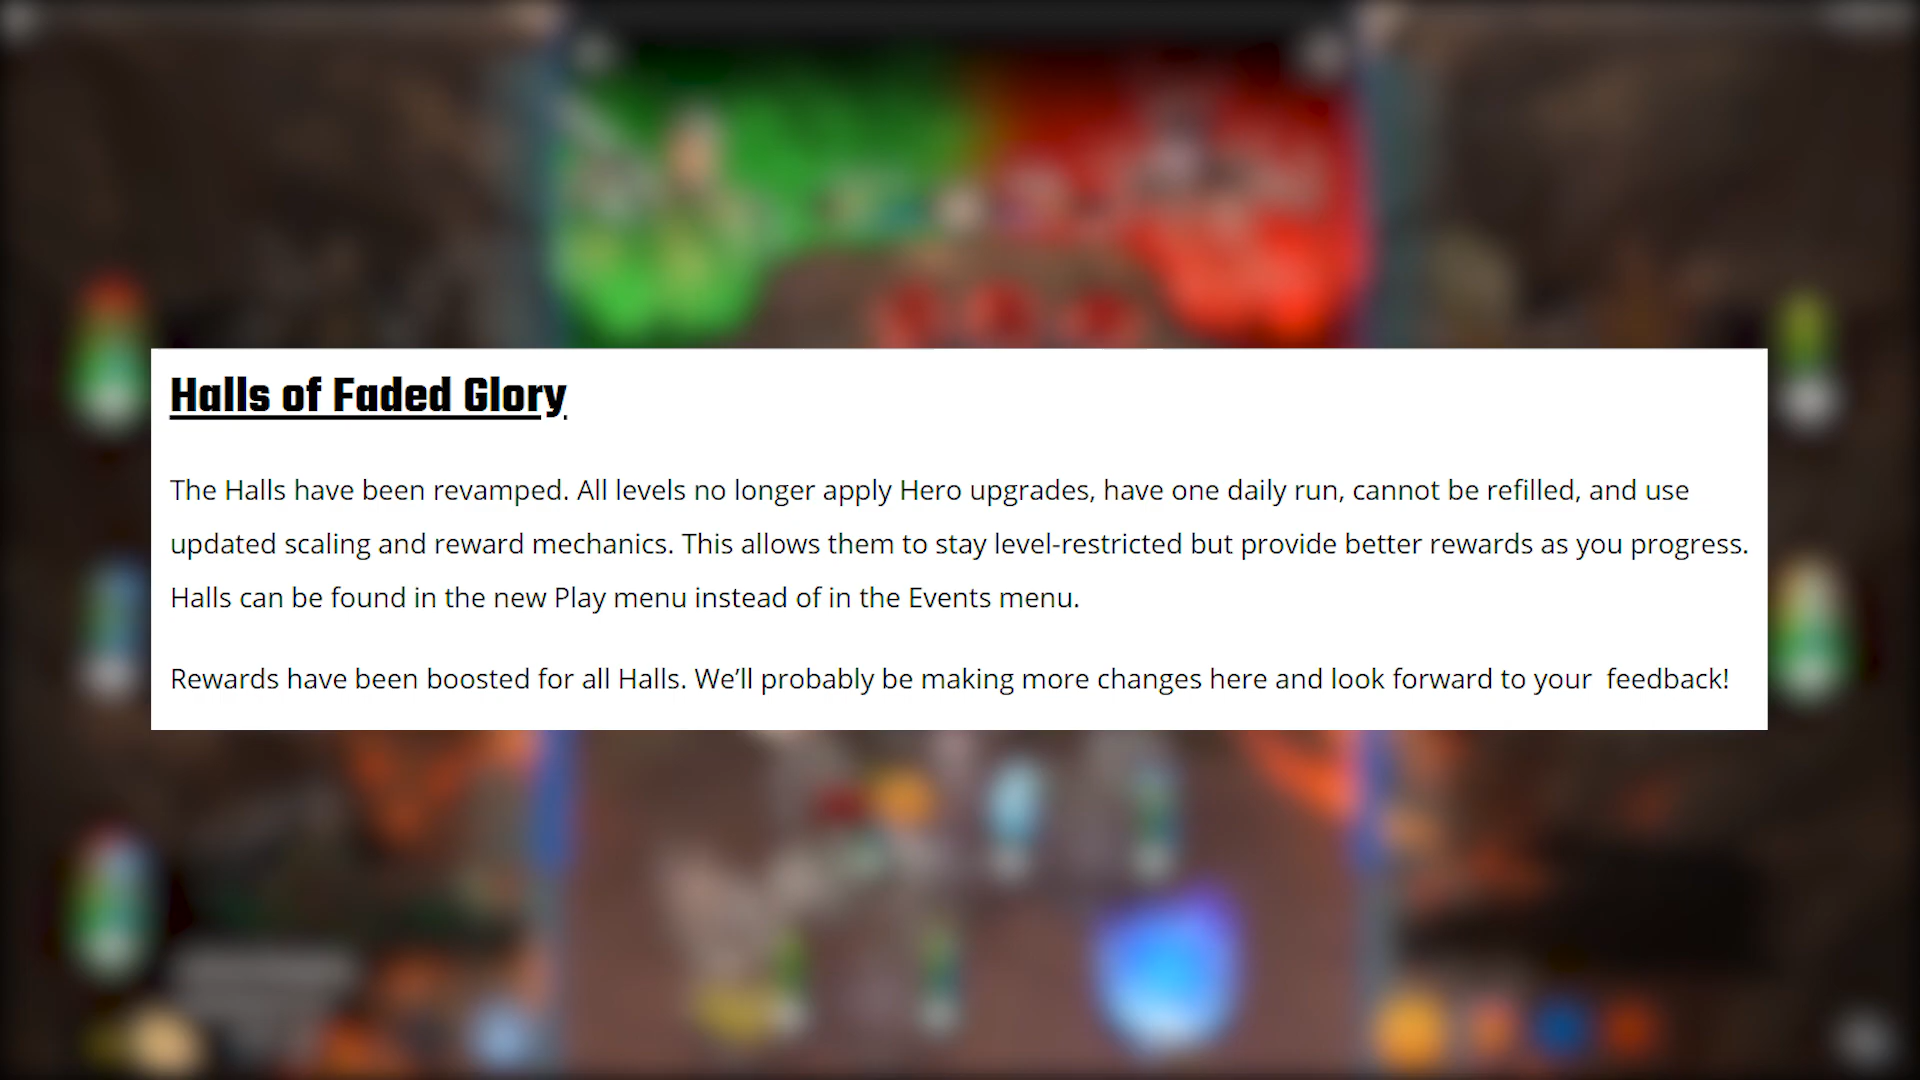 Halls of Faded Glory
The Halls have been revamped. All levels no longer apply Hero upgrades, have one daily run, cannot be refilled, and use
updated scaling and reward mechanics. This allows them to stay level-restricted but provide better rewards as you progress.
Halls can be found in the new Play menu instead of in the Events menu.
Rewards have been boosted for all Halls. We’ll probably be making more changes here and look forward to your  feedback!